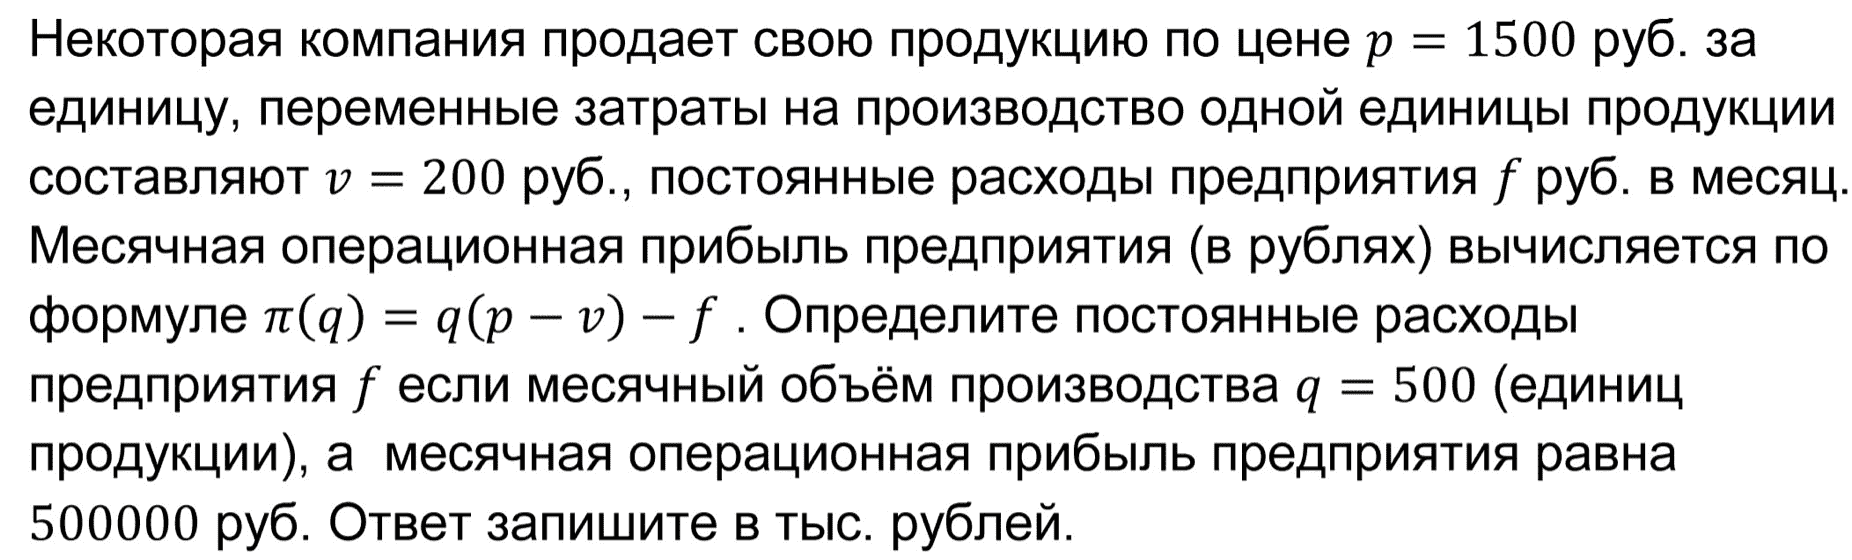 Некоторая компания продает свою продукцию по цене p = 1500 руб. за
единицу, переменные затраты на производство одной единицы продукции
составляют v = 200 руб., постоянные расходы предприятия f руб. в месяц.
Месячная операционная прибыль предприятия (в рублях) вычисляется по
формуле π(q) = q(p − v) − f . Определите постоянные расходы
предприятия f если месячный объём производства q = 500 (единиц
продукции), а  месячная операционная прибыль предприятия равна
500000 руб. Ответ запишите в тыс. рублей.